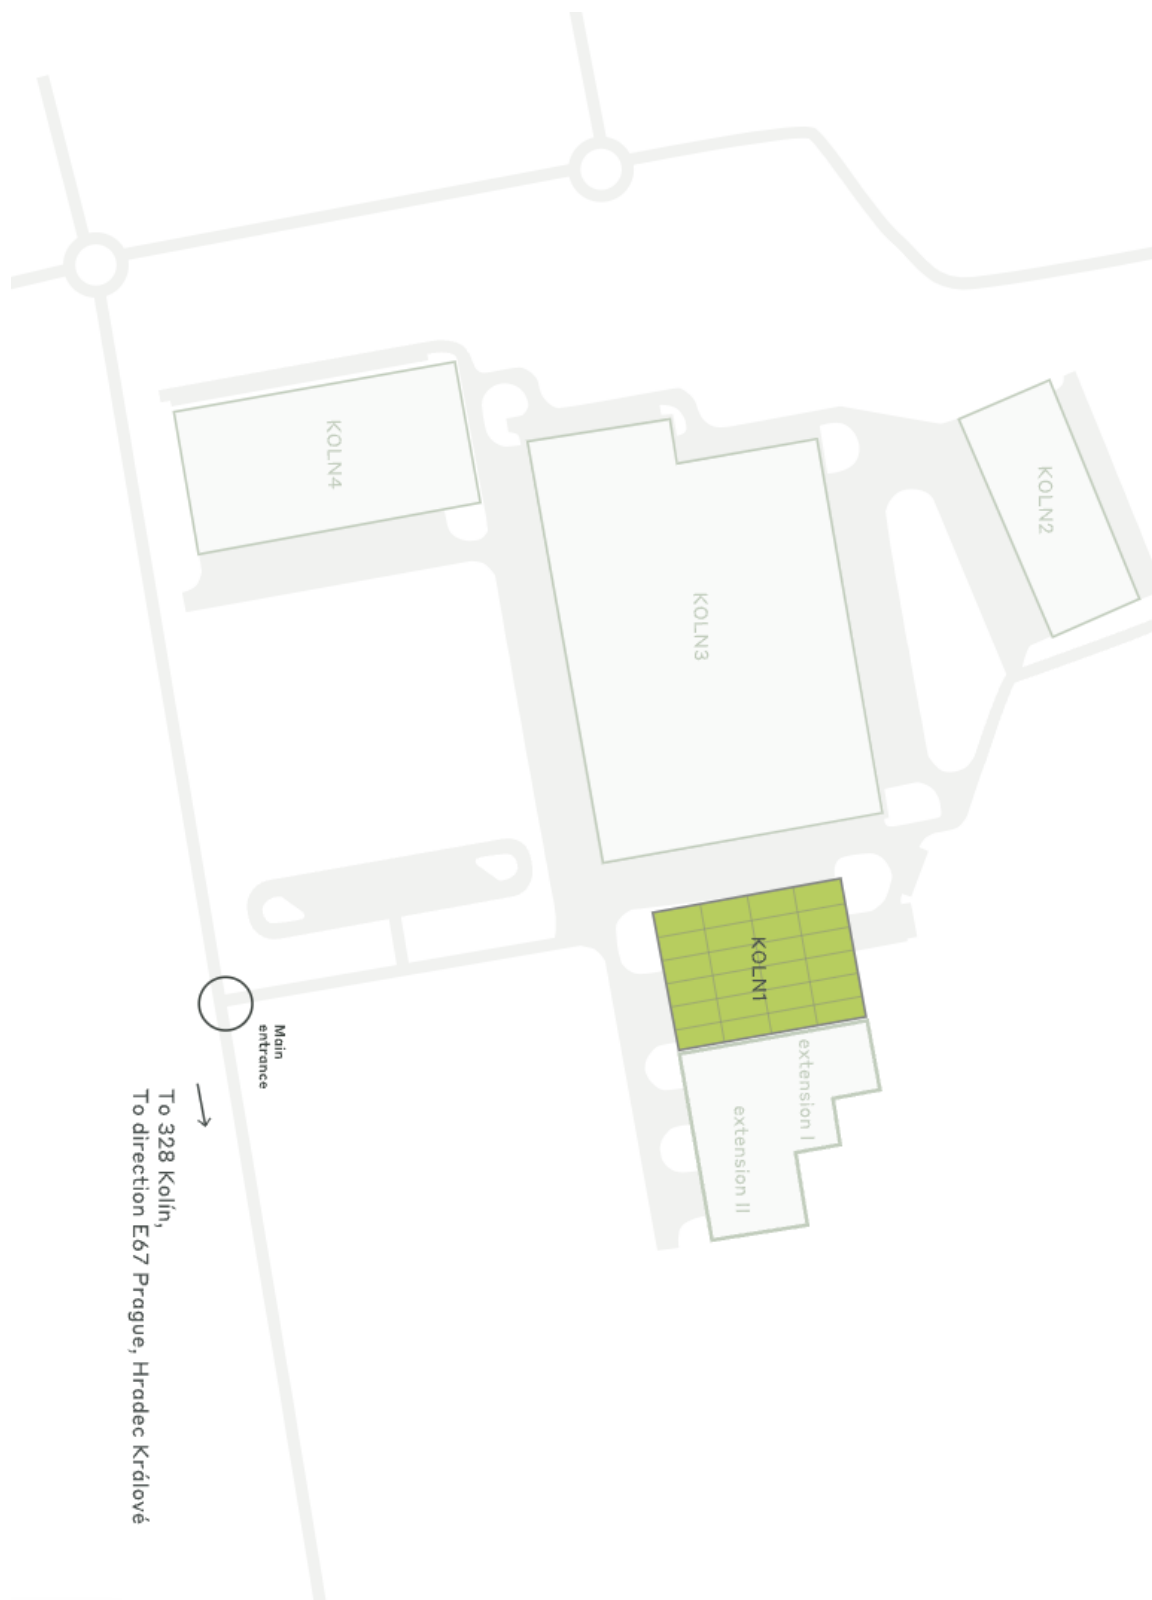 KOLN4
KOLN3
KOLN2
KOLN1
extension I
extension II
Main
entrance
To 328 Kolín,
To direction E67 Prague, Hradec Králové